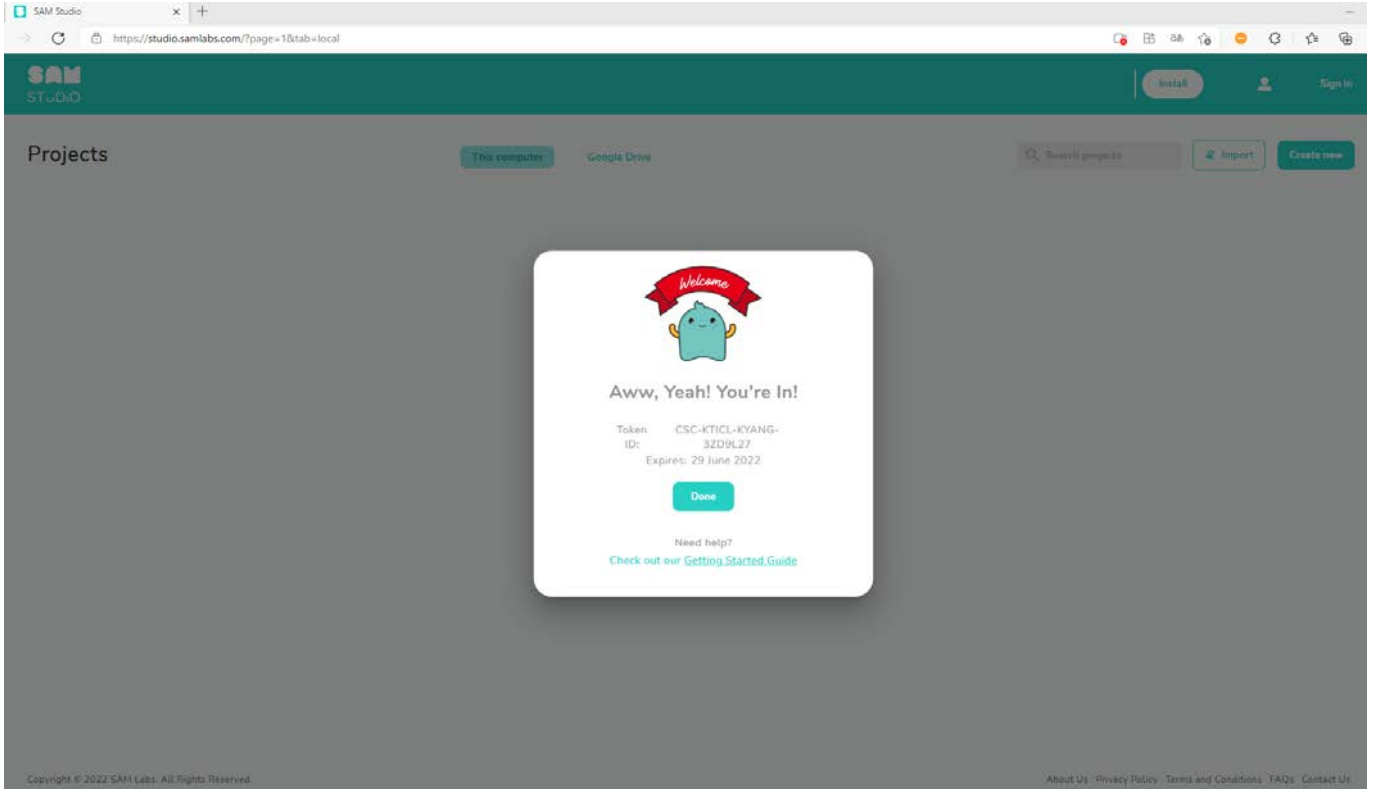 SAM Studio
https://studio.samlabs.com/?page=1&tab=local
SAM
STUDIO
Install
Sign in
Projects
This computer
Google Drive
Search projects
Import
Create new
Welcome
Aww, Yeah! You're In!
Token CSC-KTICL-KYANG-
ID: 3ZD9L27
Expires: 29 June 2022
Done
Need help?
Check out our Getting Started Guide
Copyright © 2022 SAM Labs. All Rights Reserved.
About Us Privacy Policy Terms and Conditions FAQs Contact Us